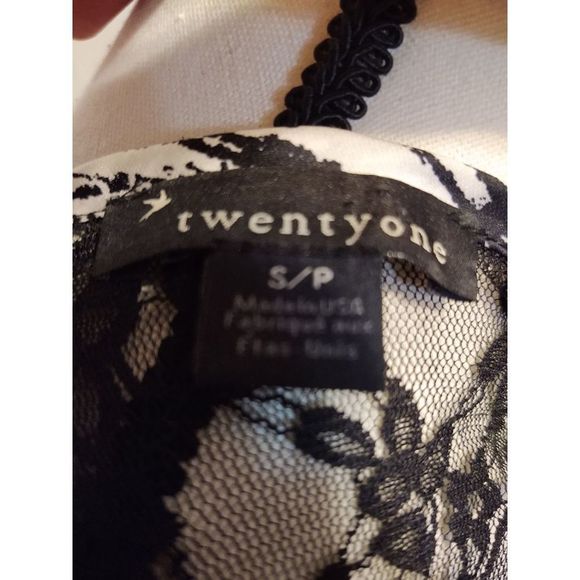 twentyone
S/P
Made in USA
Fabriqué aux
États-Unis